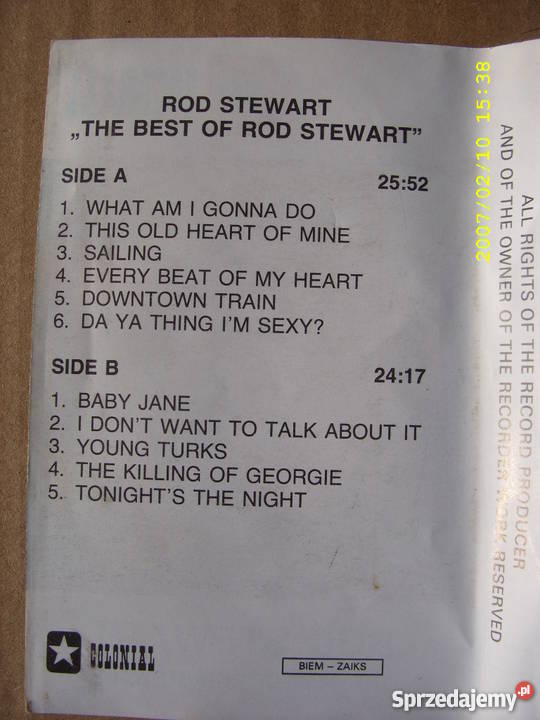 ROD STEWART
„THE BEST OF ROD STEWART”
SIDE A 25:52
1. WHAT AM I GONNA DO
2. THIS OLD HEART OF MINE
3. SAILING
4. EVERY BEAT OF MY HEART
5. DOWNTOWN TRAIN
6. DA YA THING I'M SEXY?
SIDE B 24:17
1. BABY JANE
2. I DON'T WANT TO TALK ABOUT IT
3. YOUNG TURKS
4. THE KILLING OF GEORGIE
5. TONIGHT'S THE NIGHT
COLONIAL
BIEM – ZAIKS
ALL RIGHTS OF THE RECORD PRODUCER
AND OF THE OWNER OF THE RECORDER WORK RESERVED
2007/02/10 15:38
Sprzedajemy.pl